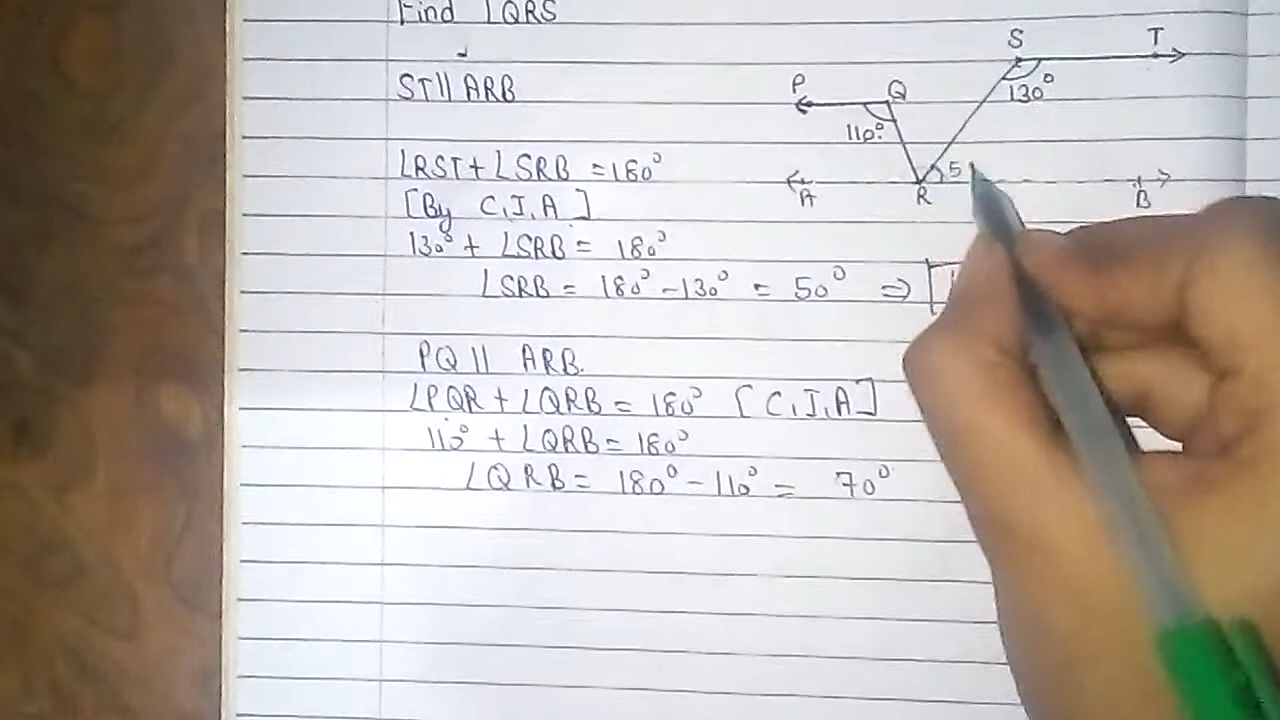 Find ∠QRS
ST || ARB
∠RST + ∠SRB = 180°
[By C.I.A]
130° + ∠SRB = 180°
∠SRB = 180° - 130° = 50° ⇒
PQ || ARB.
∠PQR + ∠QRB = 180° [C.I.A]
110° + ∠QRB = 180°
∠QRB = 180° - 110° = 70°
S T
130°
P Q
110°
5
A R B